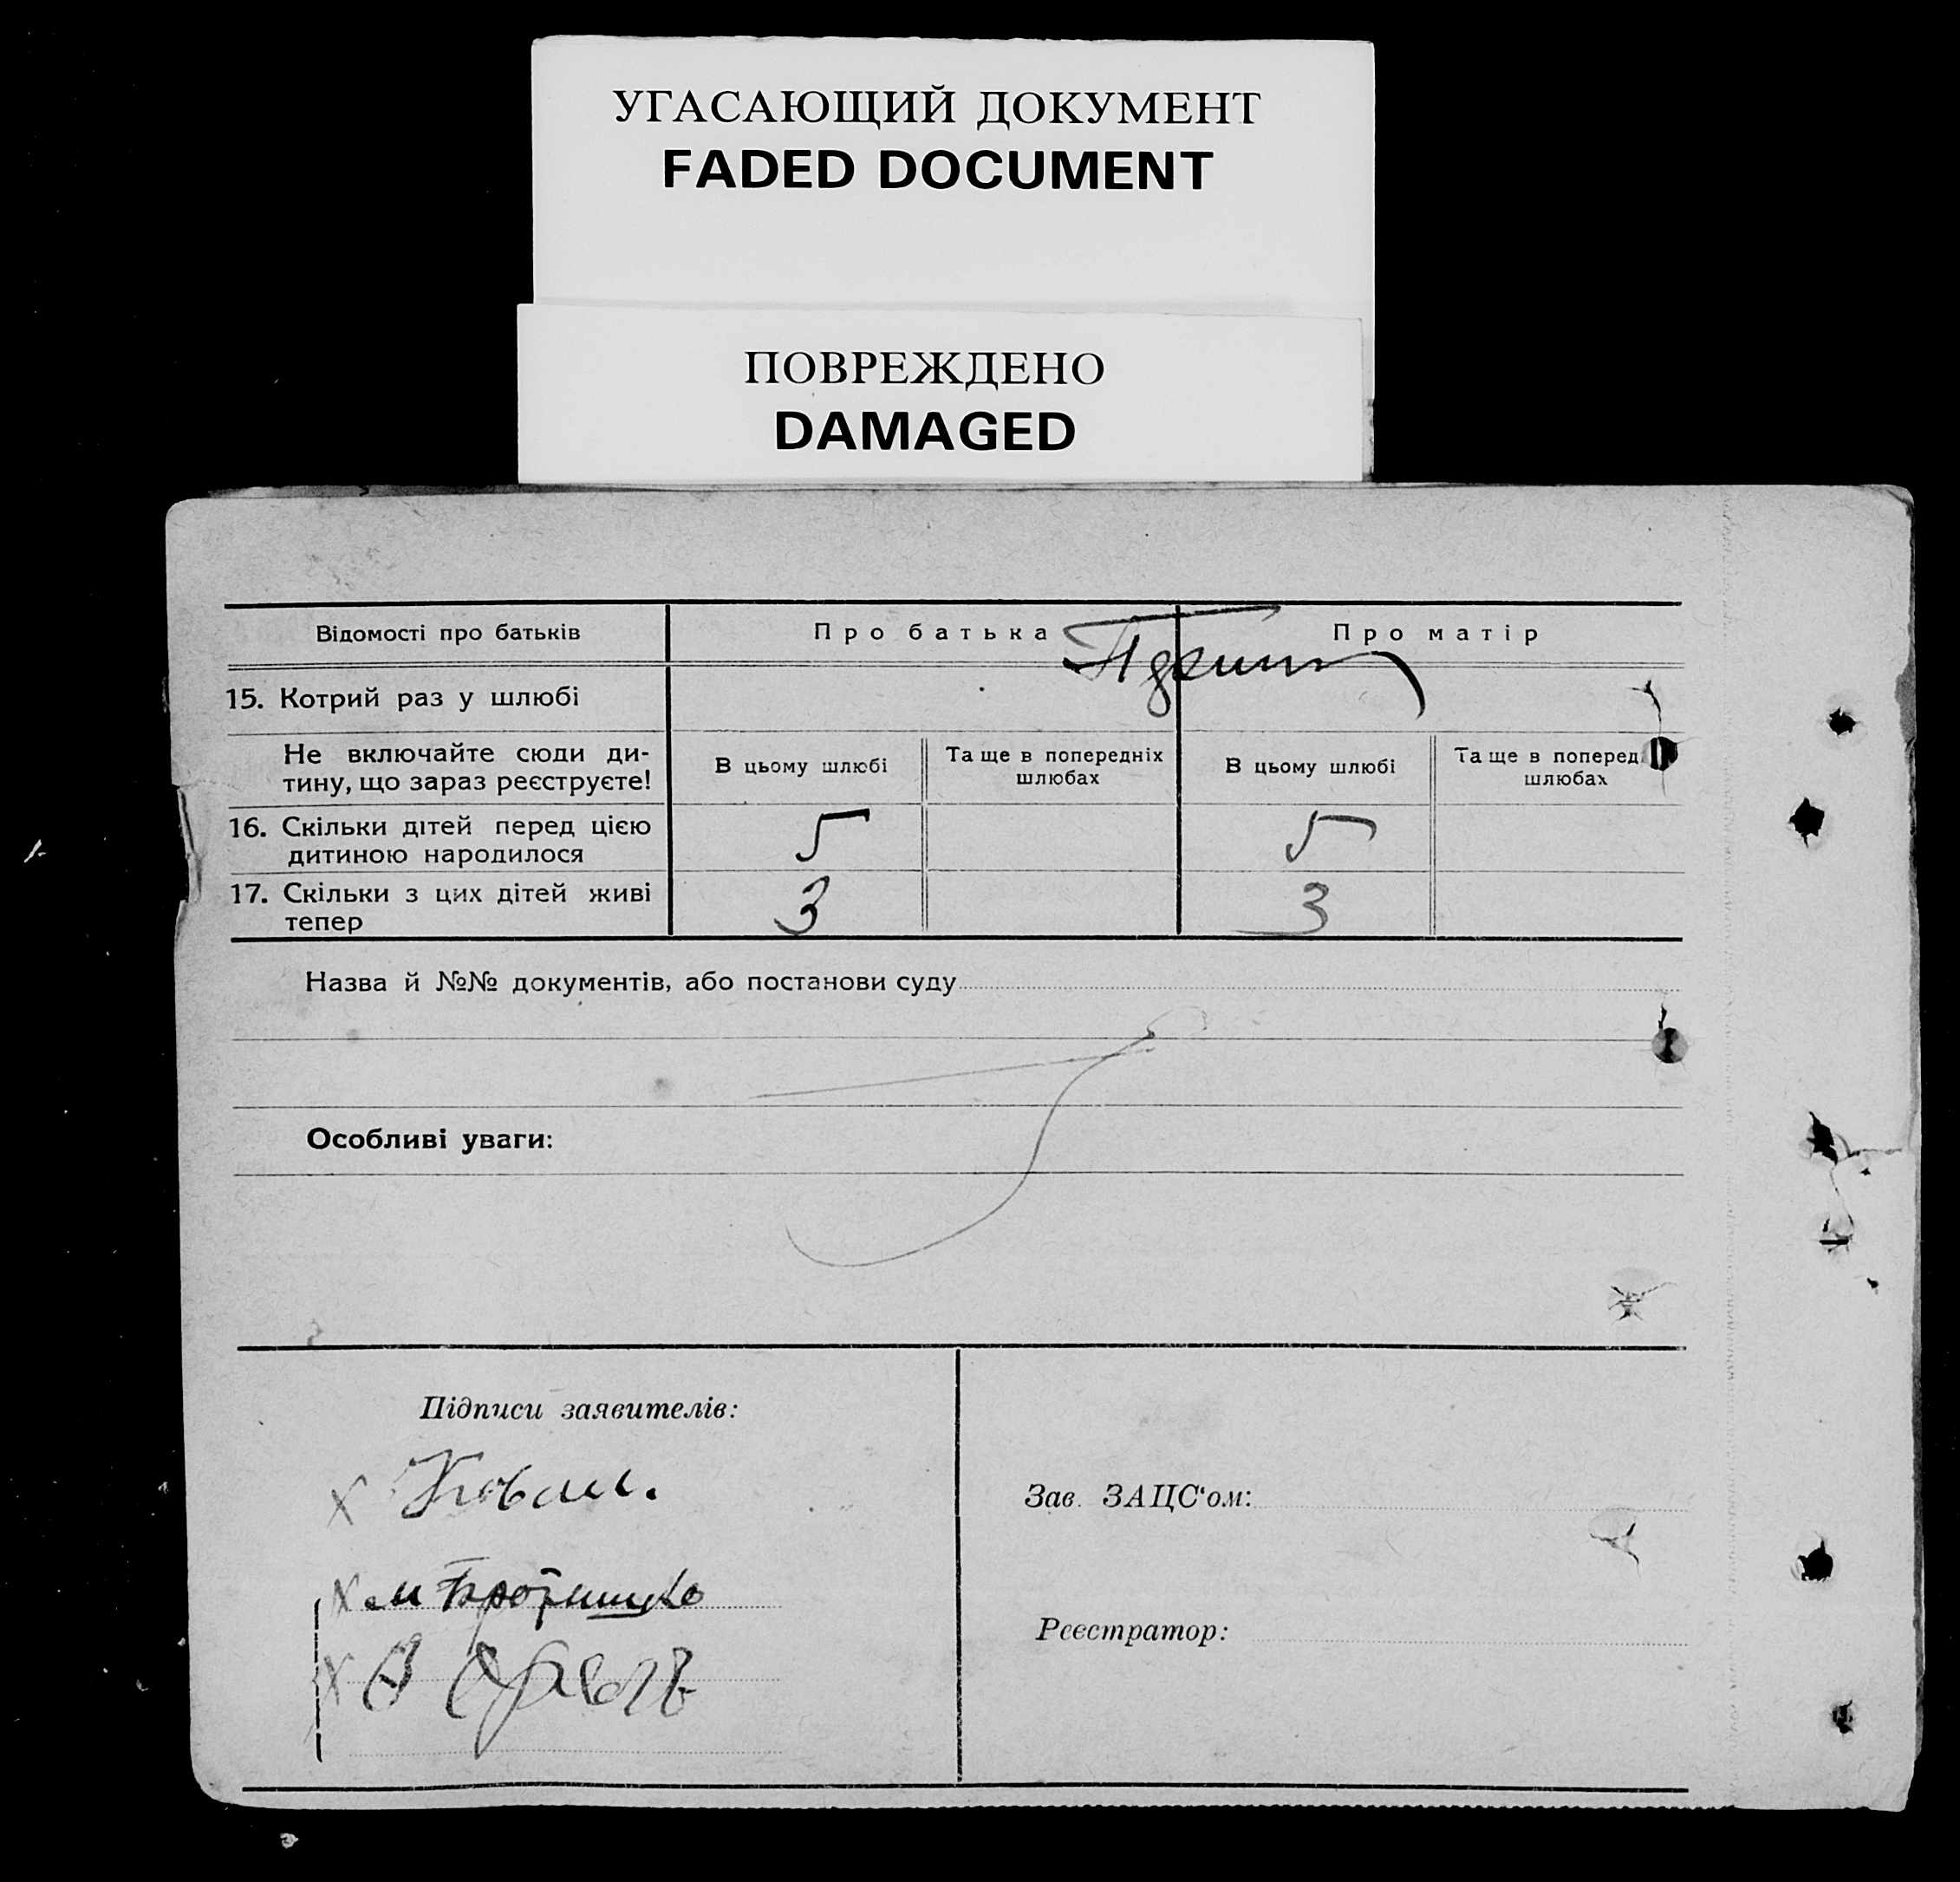 УГАСАЮЩИЙ ДОКУМЕНТ
FADED DOCUMENT
ПОВРЕЖДЕНО
DAMAGED
Відомості про батьків Про батька Про матір
15. Котрий раз у шлюбі
Не включайте сюди ди-
тину, що зараз реєструєте!
В цьому шлюбі
Та ще в попередніх
шлюбах
В цьому шлюбі
Та ще в поперед
шлюбах
16. Скільки дітей перед цією
дитиною народилося
5 5
17. Скільки з цих дітей живі
тепер
3 3
Назва й №№ документів, або постанови суду
Особливі уваги:
Підписи заявителів:
Зав. ЗАЦС‘ом:
Реєстратор: